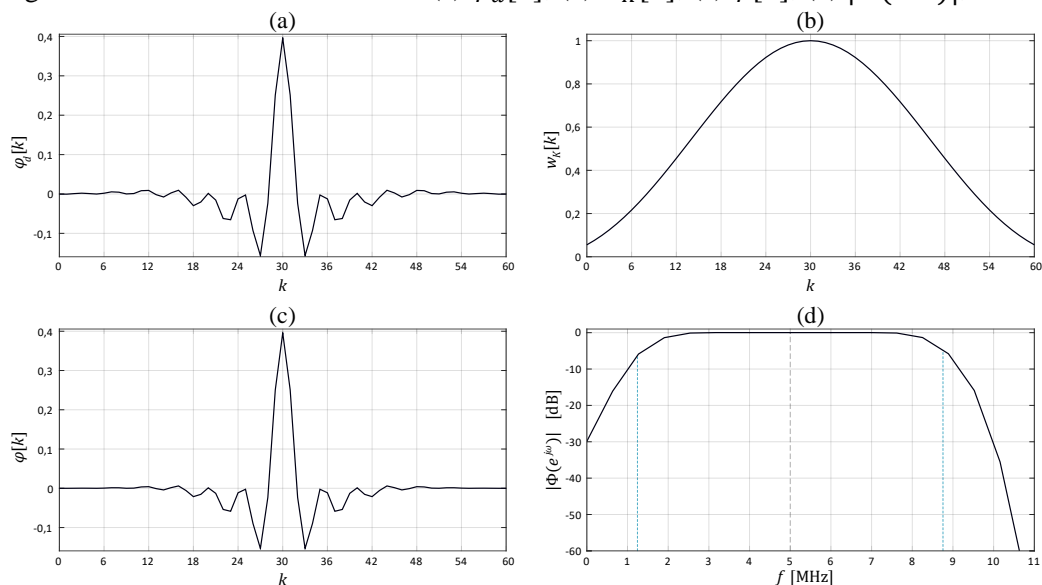 (a) (b)
0,4
0,3
0,2
0,1
0
-0,1
φd[k]
0 6 12 18 24 30 36 42 48 54 60
k
1
0,8
0,6
0,4
0,2
0
wK[k]
0 6 12 18 24 30 36 42 48 54 60
k
(c) (d)
0,4
0,3
0,2
0,1
0
-0,1
φ[k]
0 6 12 18 24 30 36 42 48 54 60
k
0
-10
-20
-30
-40
-50
-60
|Φ(e^jω)| [dB]
0 1 2 3 4 5 6 7 8 9 10 11
f [MHz]